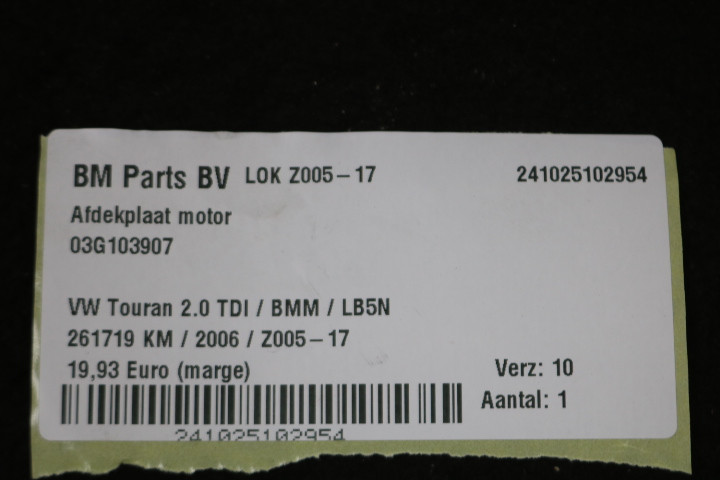 BM Parts BV LOK Z005-17 241025102954
Afdekplaat motor
03G103907
VW Touran 2.0 TDI / BMM / LB5N
261719 KM / 2006 / Z005-17
19,93 Euro (marge) Verz: 10
Aantal: 1
241025102954